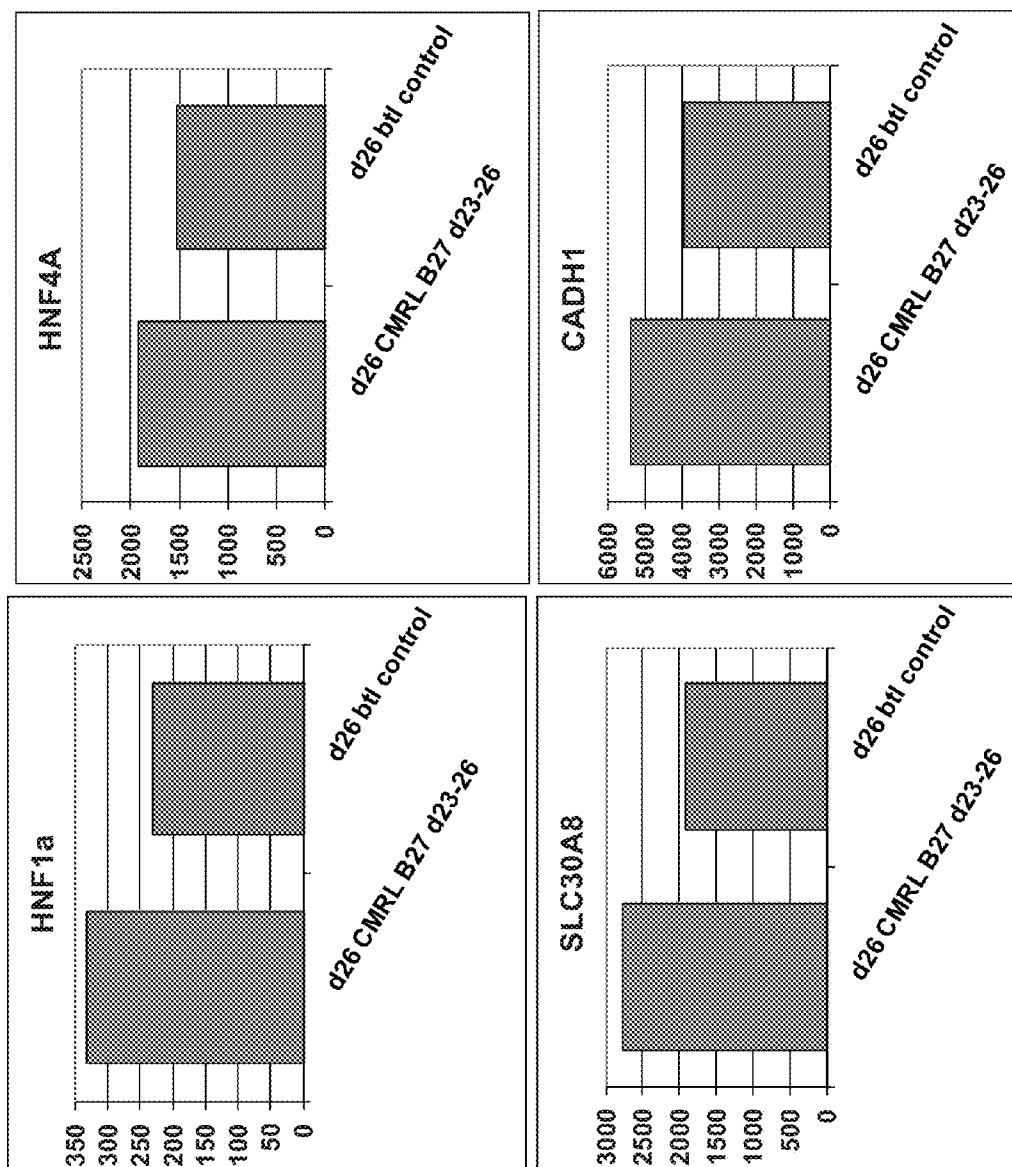 HNF1a
350
300
250
200
150
100
50
0
d26 CMRL B27 d23-26
d26 btl control
HNF4A
2500
2000
1500
1000
500
0
d26 CMRL B27 d23-26
d26 btl control
SLC30A8
3000
2500
2000
1500
1000
500
0
d26 CMRL B27 d23-26
d26 btl control
CADH1
6000
5000
4000
3000
2000
1000
0
d26 CMRL B27 d23-26
d26 btl control